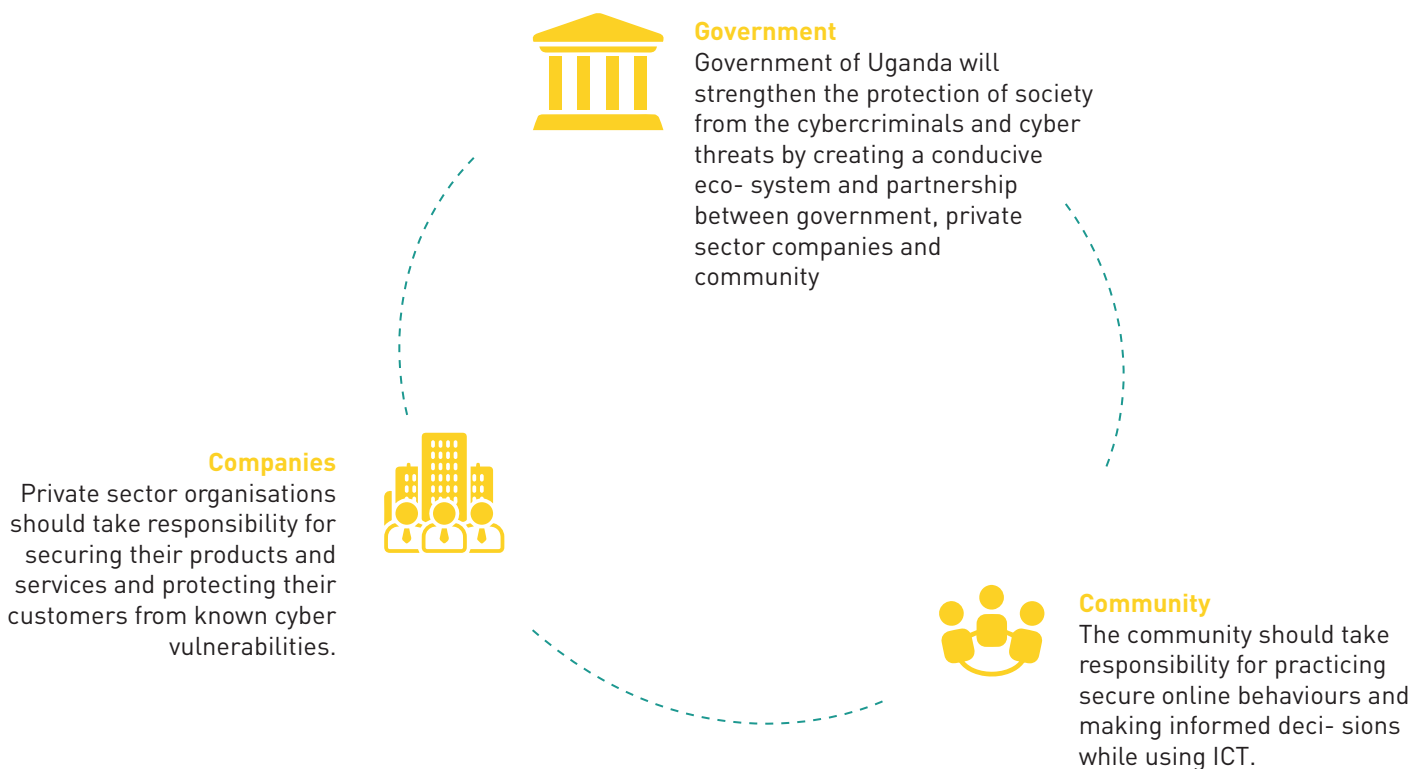 Government
Government of Uganda will
strengthen the protection of society
from the cybercriminals and cyber
threats by creating a conducive
eco- system and partnership
between government, private
sector companies and
community
Companies
Private sector organisations
should take responsibility for
securing their products and
services and protecting their
customers from known cyber
vulnerabilities.
Community
The community should take
responsibility for practicing
secure online behaviours and
making informed deci- sions
while using ICT.